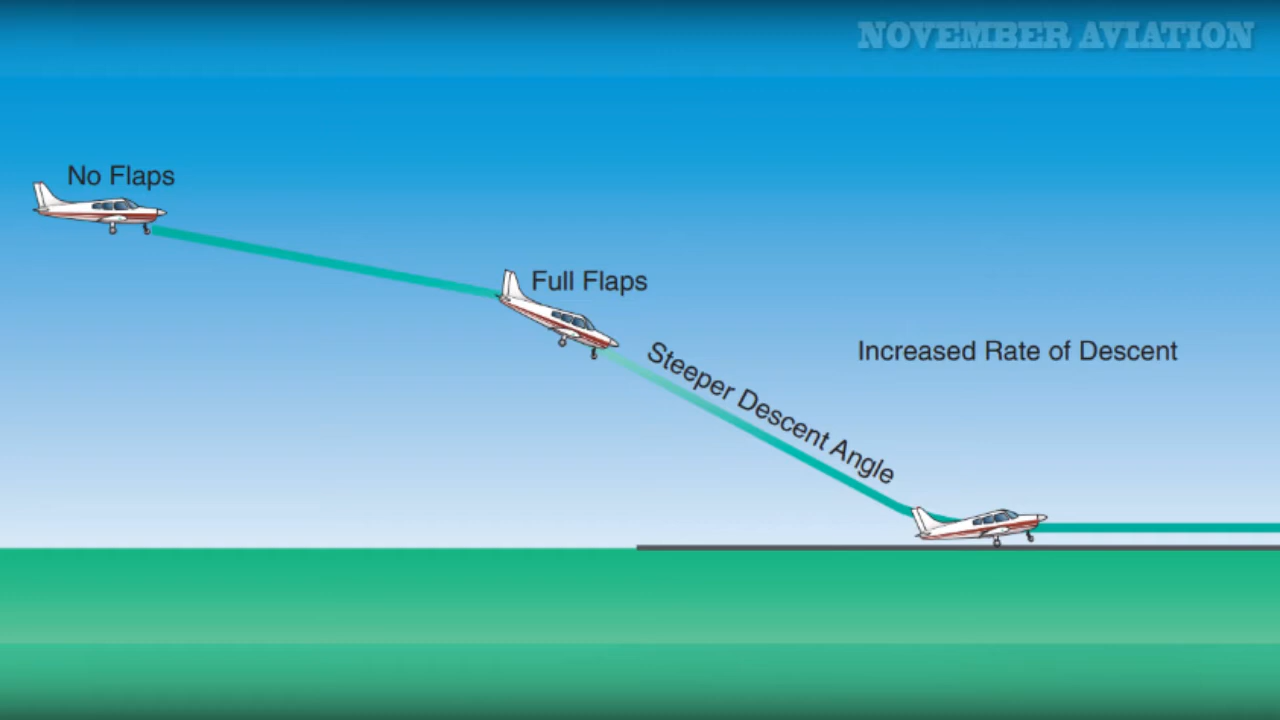 NOVEMBER AVIATION
No Flaps
Full Flaps
Increased Rate of Descent
Steeper Descent Angle